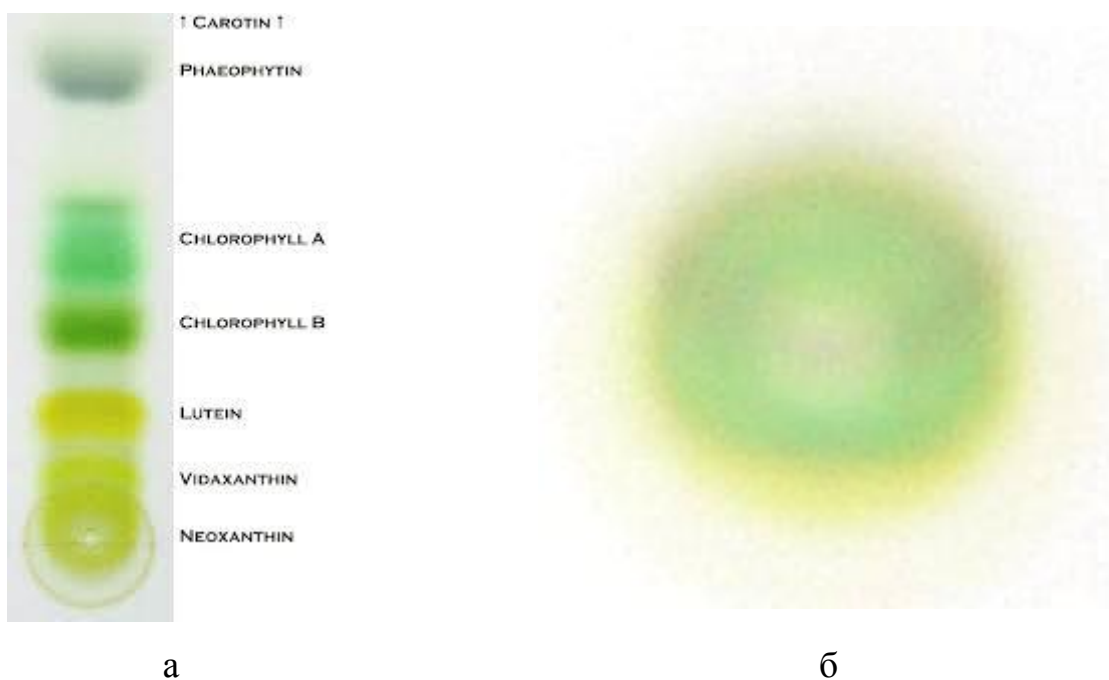 ↑ CAROTIN ↑
PHAEOPHYTIN
CHLOROPHYLL A
CHLOROPHYLL B
LUTEIN
VIDAXANTHIN
NEOXANTHIN
а
б